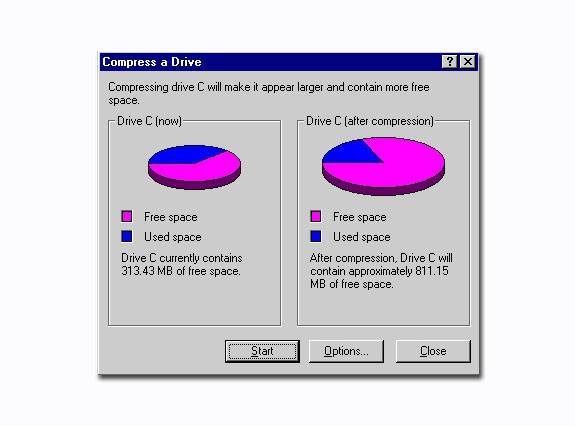 Compress a Drive
Compressing drive C will make it appear larger and contain more free
space.
Drive C (now)
Free space
Used space
Drive C currently contains
313.43 MB of free space.
Drive C (after compression)
Free space
Used space
After compression, Drive C will
contain approximately 811.15
MB of free space.
Start
Options...
Close